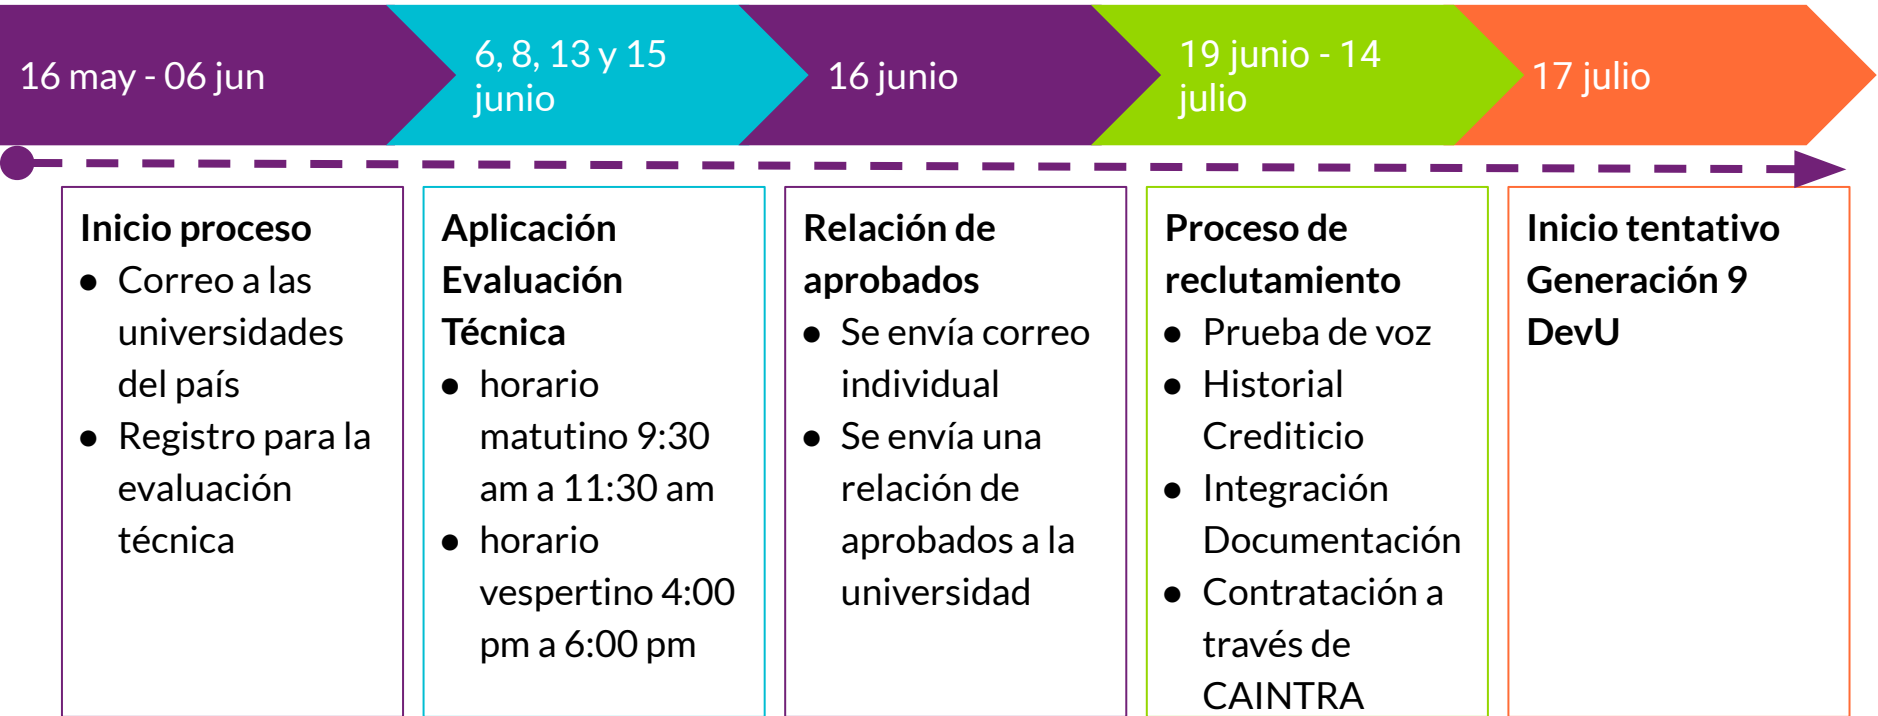 16 may - 06 jun
6, 8, 13 y 15
junio
16 junio
19 junio - 14
julio
17 julio
Inicio proceso
● Correo a las
universidades
del país
● Registro para la
evaluación
técnica
Aplicación
Evaluación
Técnica
● horario
matutino 9:30
am a 11:30 am
● horario
vespertino 4:00
pm a 6:00 pm
Relación de
aprobados
● Se envía correo
individual
● Se envía una
relación de
aprobados a la
universidad
Proceso de
reclutamiento
● Prueba de voz
● Historial
Crediticio
● Integración
Documentación
● Contratación a
través de
CAINTRA
Inicio tentativo
Generación 9
DevU